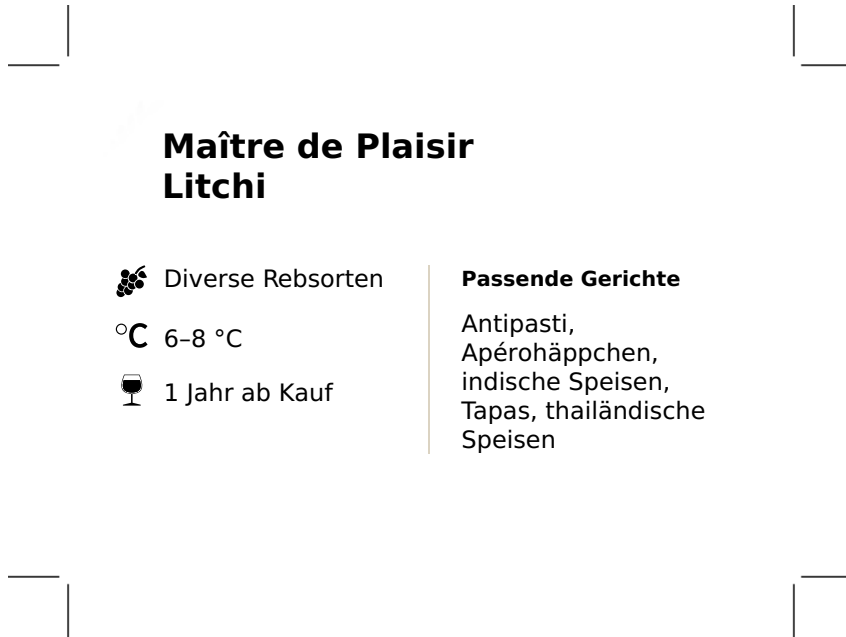 Maître de Plaisir
Litchi
Diverse Rebsorten
°C 6–8 °C
1 Jahr ab Kauf
Passende Gerichte
Antipasti,
Apérohäppchen,
indische Speisen,
Tapas, thailändische
Speisen